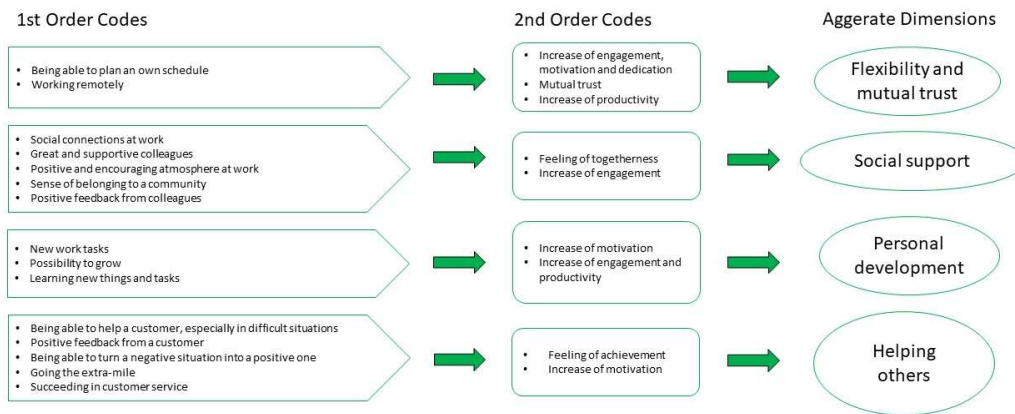 1st Order Codes
2nd Order Codes
Aggerate Dimensions
• Being able to plan an own schedule
• Working remotely
• Increase of engagement,
motivation and dedication
• Mutual trust
• Increase of productivity
Flexibility and
mutual trust
• Social connections at work
• Great and supportive colleagues
• Positive and encouraging atmosphere at work
• Sense of belonging to a community
• Positive feedback from colleagues
• Feeling of togetherness
• Increase of engagement
Social support
• New work tasks
• Possibility to grow
• Learning new things and tasks
• Increase of motivation
• Increase of engagement and
productivity
Personal
development
• Being able to help a customer, especially in difficult situations
• Positive feedback from a customer
• Being able to turn a negative situation into a positive one
• Going the extra-mile
• Succeeding in customer service
• Feeling of achievement
• Increase of motivation
Helping
others